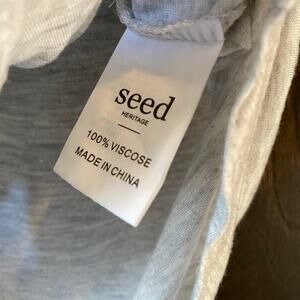 seed
HERITAGE
100% VISCOSE
MADE IN CHINA